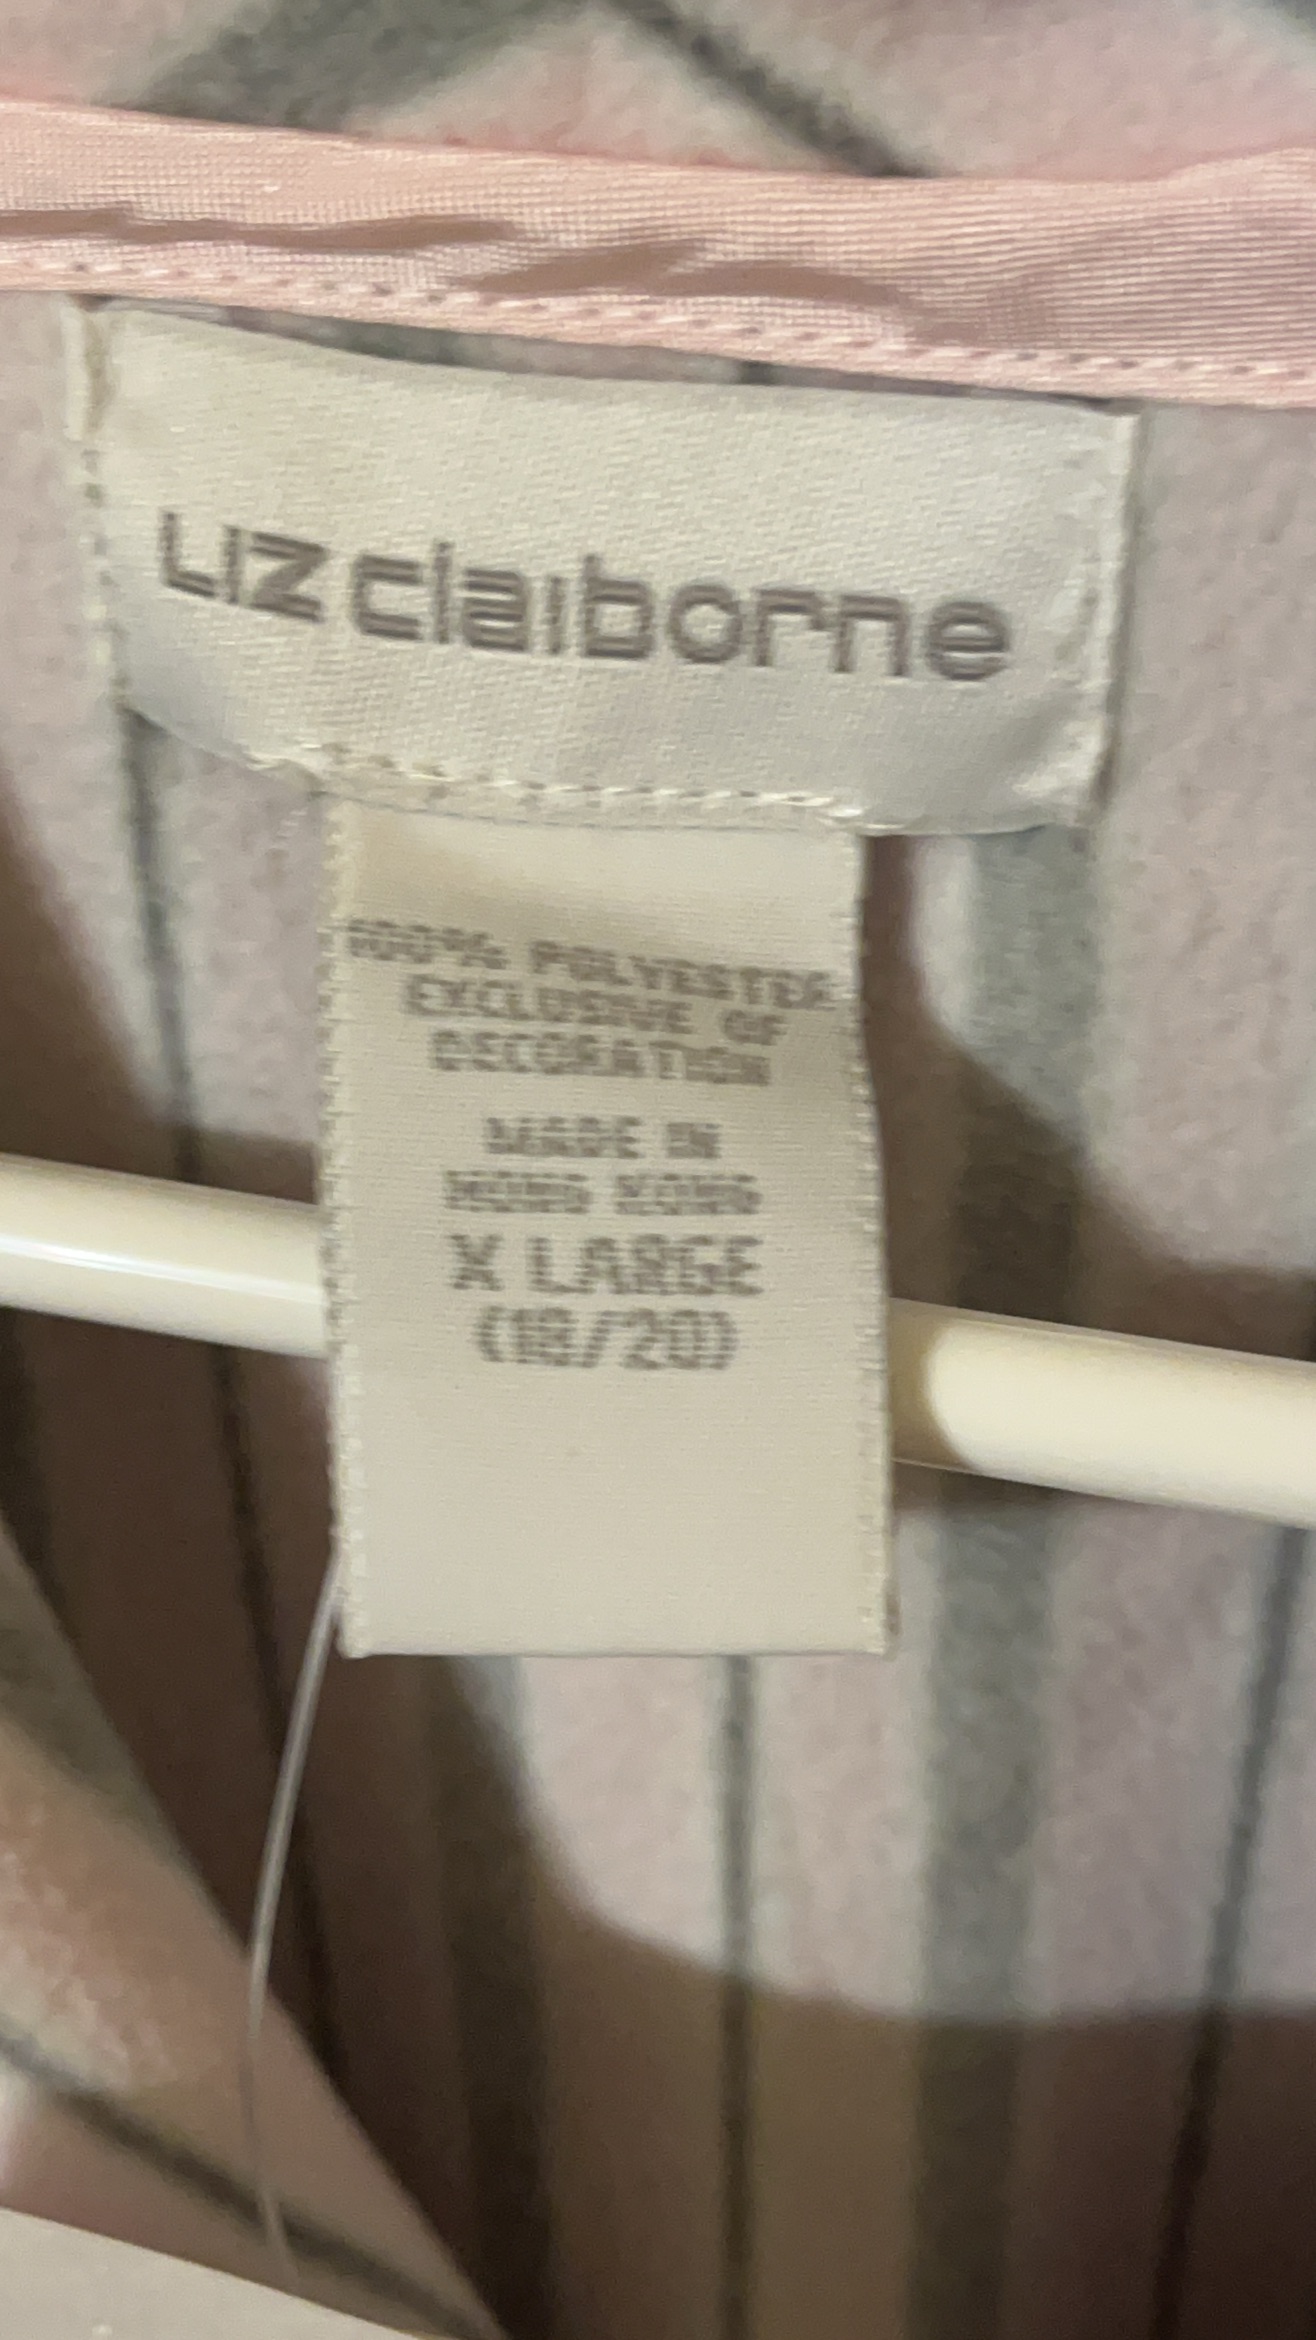 Liz claiborne
100% POLYESTER
EXCLUSIVE OF
DECORATION
MADE IN
HONG KONG
X LARGE
(18/20)